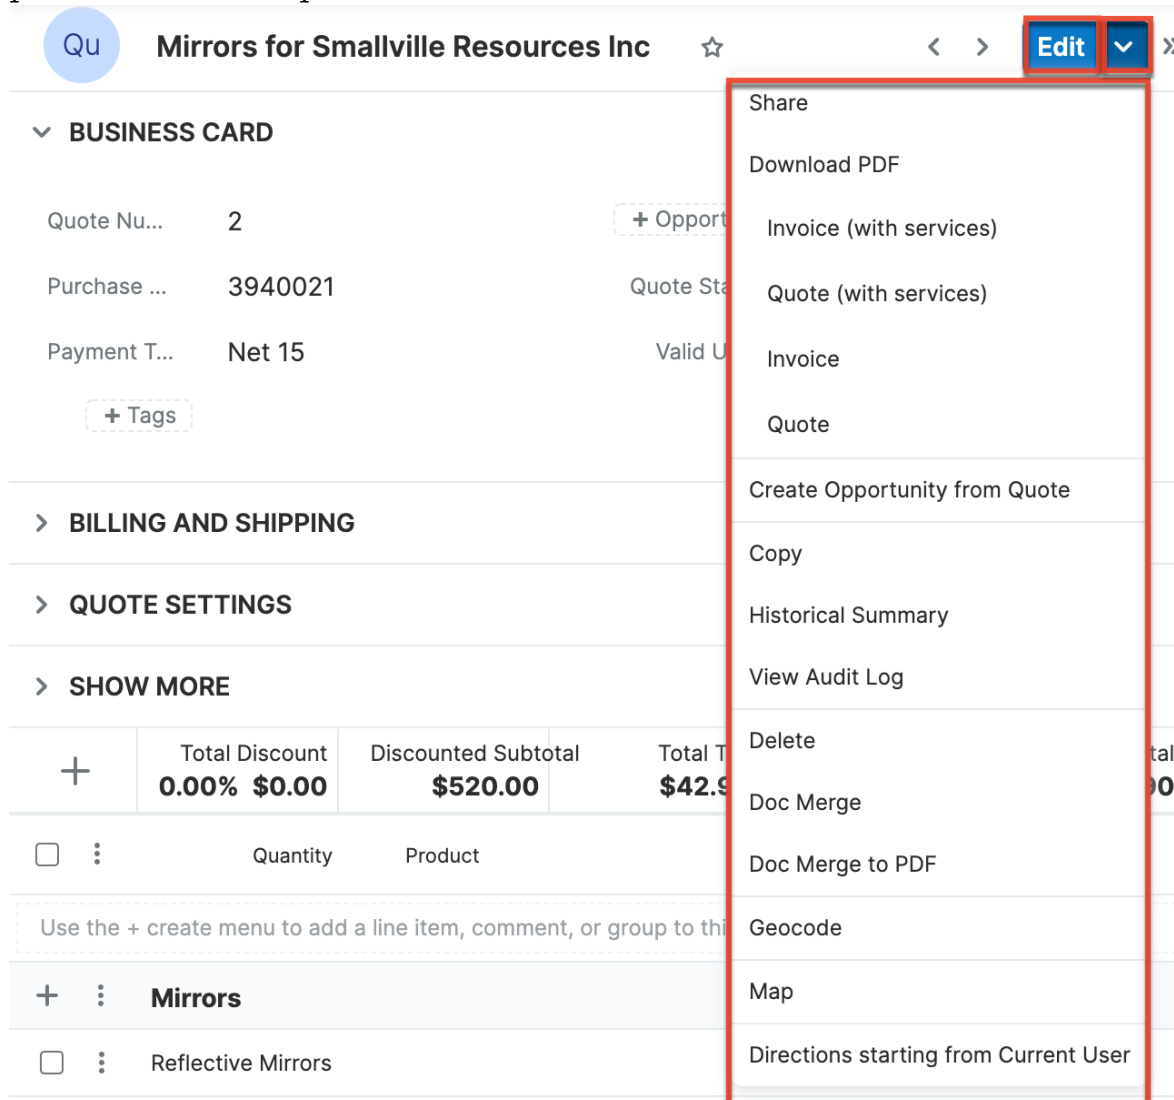 Qu
Mirrors for Smallville Resources Inc
Edit
BUSINESS CARD
Quote Nu... 2
+ Opport
Purchase ... 3940021
Quote Sta
Payment T... Net 15
Valid U
+ Tags
BILLING AND SHIPPING
QUOTE SETTINGS
SHOW MORE
Total Discount Discounted Subtotal Total T tal
0.00% $0.00 $520.00 $42.9 90
Quantity Product
Use the + create menu to add a line item, comment, or group to thi
Mirrors
Reflective Mirrors
Share
Download PDF
Invoice (with services)
Quote (with services)
Invoice
Quote
Create Opportunity from Quote
Copy
Historical Summary
View Audit Log
Delete
Doc Merge
Doc Merge to PDF
Geocode
Map
Directions starting from Current User